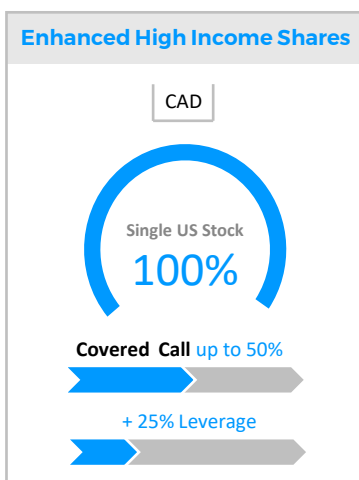 Enhanced High Income Shares
CAD
Single US Stock
100%
Covered Call up to 50%
+ 25% Leverage